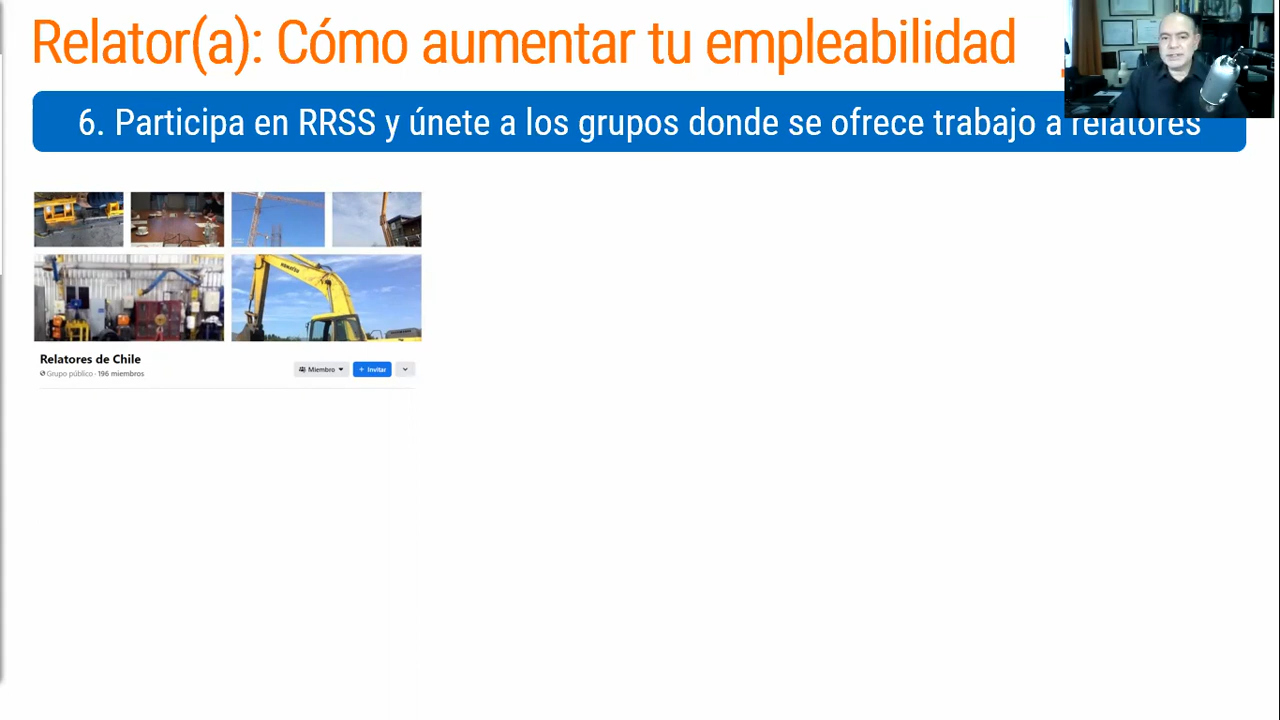 Relator(a): Cómo aumentar tu empleabilidad
6. Participa en RRSS y únete a los grupos donde se ofrece trabajo a relatores
KOMATSU
Relatores de Chile
Grupo público · 196 miembros
Miembro
+ Invitar